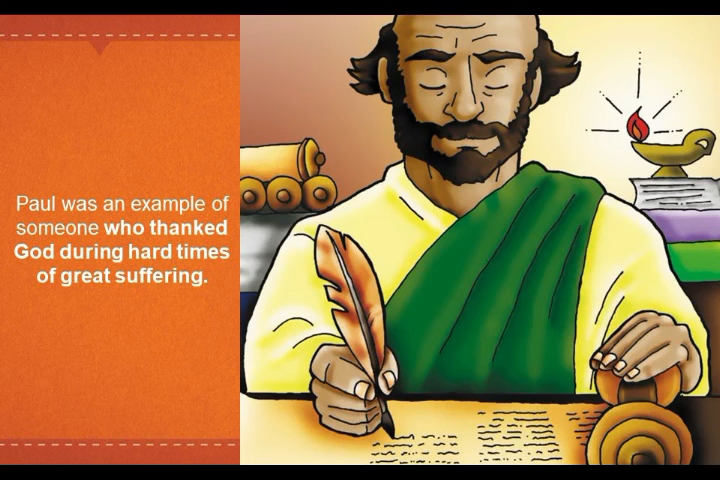 Paul was an example of
someone who thanked
God during hard times
of great suffering.